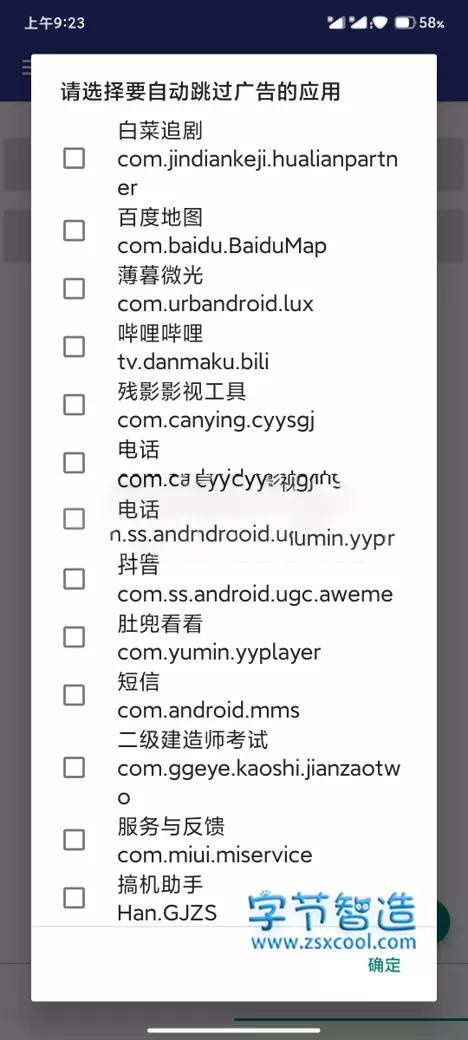 上午9:23
58%
请选择要自动跳过广告的应用
白菜追剧
com.jindiankeji.hualianpartn
er
百度地图
com.baidu.BaiduMap
薄暮微光
com.urbandroid.lux
哔哩哔哩
tv.danmaku.bili
残影影视工具
com.canying.cyysgj
电话
电话
抖音
com.ss.android.ugc.aweme
肚兜看看
com.yumin.yyplayer
短信
com.android.mms
二级建造师考试
com.ggeye.kaoshi.jianzaotw
o
服务与反馈
com.miui.miservice
搞机助手
Han.GJZS
字节智造
www.zsxcool.com
确定